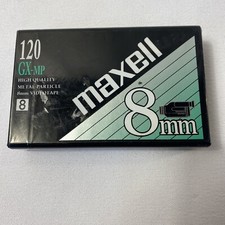 120
GX-MP
HIGH QUALITY
METAL PARTICLE
8mm VIDEOTAPE
8
maxell
8mm